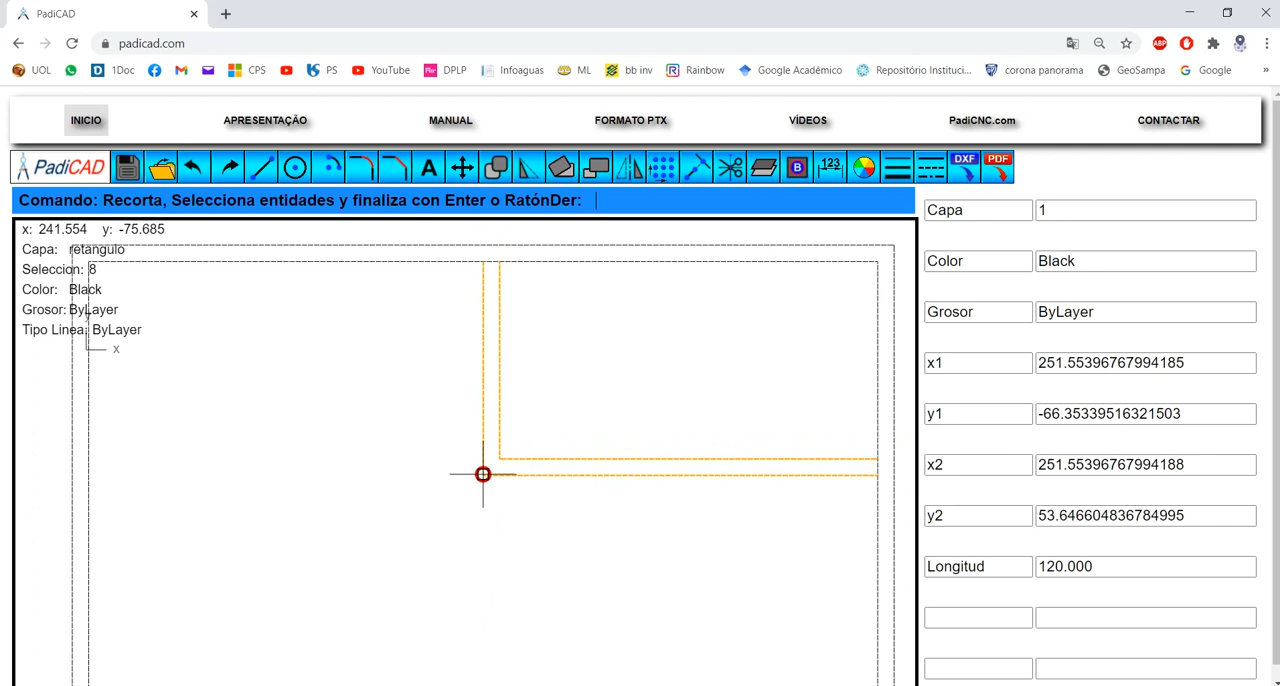 PadiCAD
padicad.com
UOL 1Doc CPS PS YouTube DPLP Infoaguas ML bb inv Rainbow Google Acadêmico Repositório Instituci... corona panorama GeoSampa Google »
INICIO APRESENTAÇÃO MANUAL FORMATO PTX VÍDEOS PadiCNC.com CONTACTAR
PadiCAD A B 123 DXF PDF
Comando: Recorta, Selecciona entidades y finaliza con Enter o RatónDer:
x: 241.554 y: -75.685
Capa: retangulo
Seleccion: 8
Color: Black
Grosor: ByLayer
Tipo Linea: ByLayer
y
x
Capa 1
Color Black
Grosor ByLayer
x1 251.55396767994185
y1 -66.35339516321503
x2 251.55396767994188
y2 53.646604836784995
Longitud 120.000